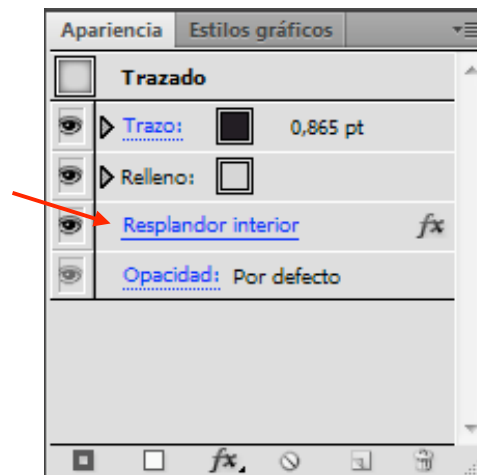 Apariencia Estilos gráficos
Trazado
Trazo: 0,865 pt
Relleno:
Resplandor interior fx
Opacidad: Por defecto
fx